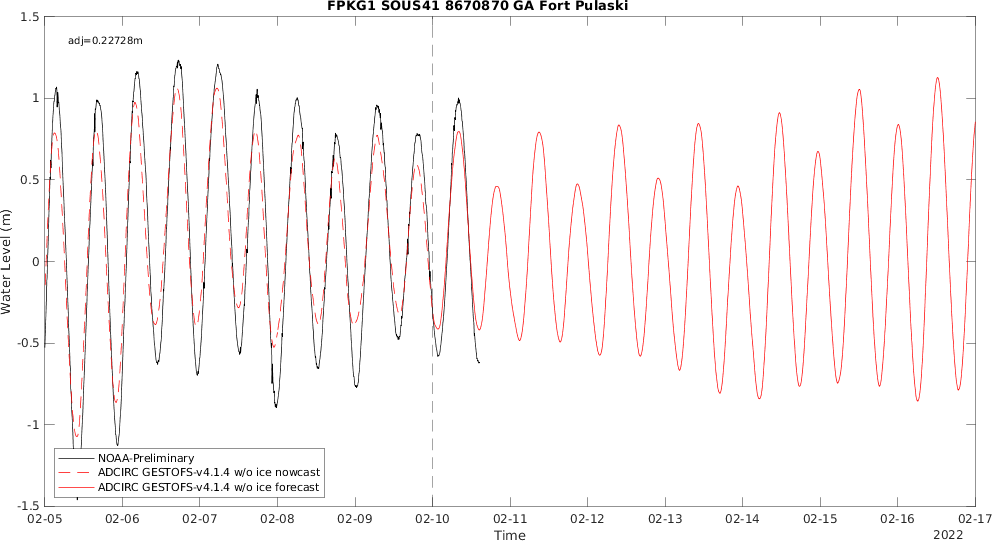 FPKG1 SOUS41 8670870 GA Fort Pulaski
adj=0.22728m
1.5
1
0.5
0
-0.5
-1
-1.5
Water Level (m)
NOAA-Preliminary
ADCIRC GESTOFS-v4.1.4 w/o ice nowcast
ADCIRC GESTOFS-v4.1.4 w/o ice forecast
02-05 02-06 02-07 02-08 02-09 02-10 02-11 02-12 02-13 02-14 02-15 02-16 02-17
Time
2022